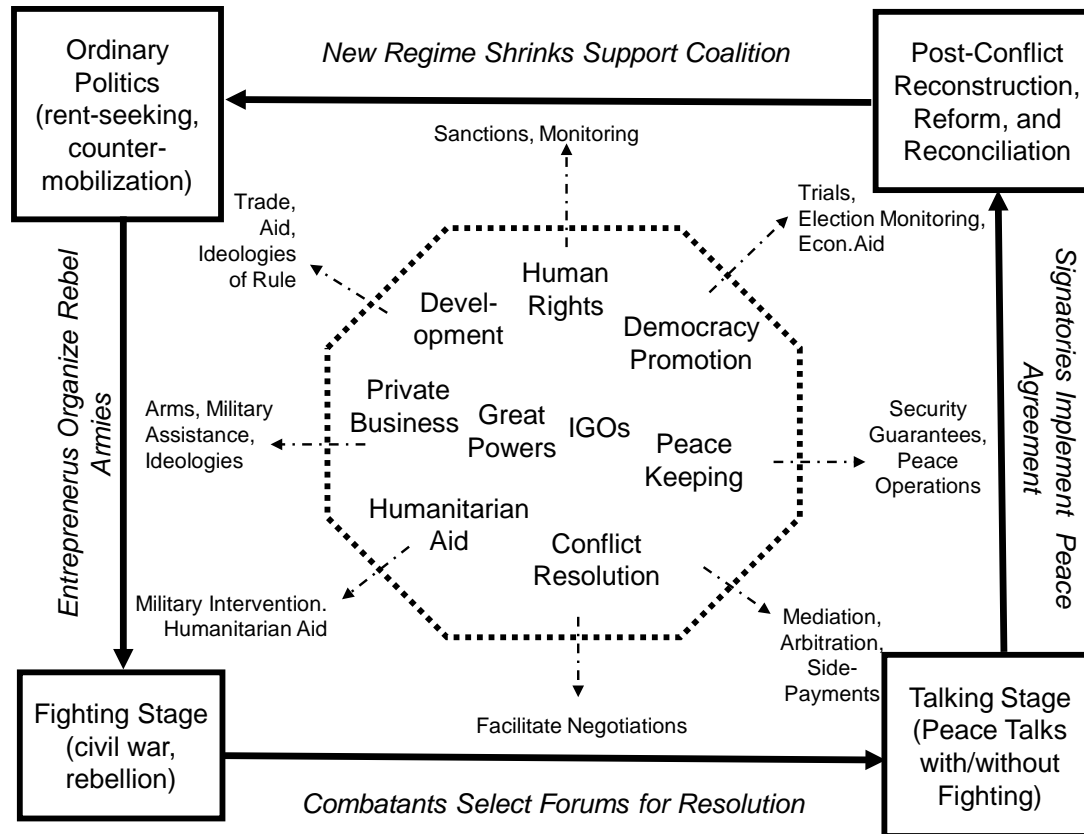 Ordinary
Politics
(rent-seeking,
counter-
mobilization)
New Regime Shrinks Support Coalition
Post-Conflict
Reconstruction,
Reform, and
Reconciliation
Sanctions, Monitoring
Trade,
Aid,
Ideologies
of Rule
Trials,
Election Monitoring,
Econ.Aid
Human
Rights
Devel-
opment
Democracy
Promotion
Entreprenerus Organize Rebel
Armies
Signatories Implement Peace
Agreement
Private
Business
Great
Powers
IGOs
Peace
Keeping
Arms, Military
Assistance,
Ideologies
Security
Guarantees,
Peace
Operations
Humanitarian
Aid
Conflict
Resolution
Military Intervention.
Humanitarian Aid
Mediation,
Arbitration,
Side-
Payments
Facilitate Negotiations
Fighting Stage
(civil war,
rebellion)
Talking Stage
(Peace Talks
with/without
Fighting)
Combatants Select Forums for Resolution